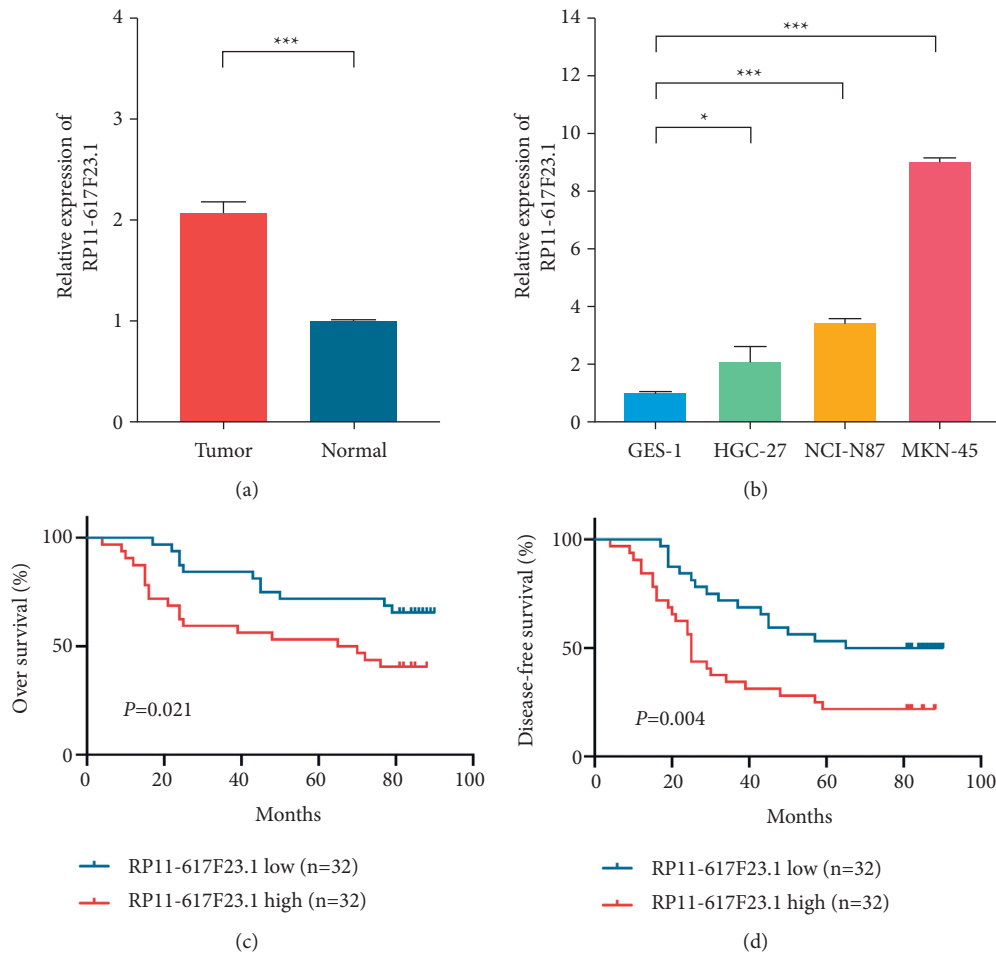 Relative expression of
RP11-617F23.1
4
3
2
1
0
***
Tumor
Normal
(a)
Relative expression of
RP11-617F23.1
14
12
10
8
6
4
2
0
***
***
*
GES-1
HGC-27
NCI-N87
MKN-45
(b)
Over survival (%)
100
50
0
P=0.021
0
20
40
60
80
100
Months
RP11-617F23.1 low (n=32)
RP11-617F23.1 high (n=32)
(c)
Disease-free survival (%)
100
50
0
P=0.004
0
20
40
60
80
100
Months
RP11-617F23.1 low (n=32)
RP11-617F23.1 high (n=32)
(d)